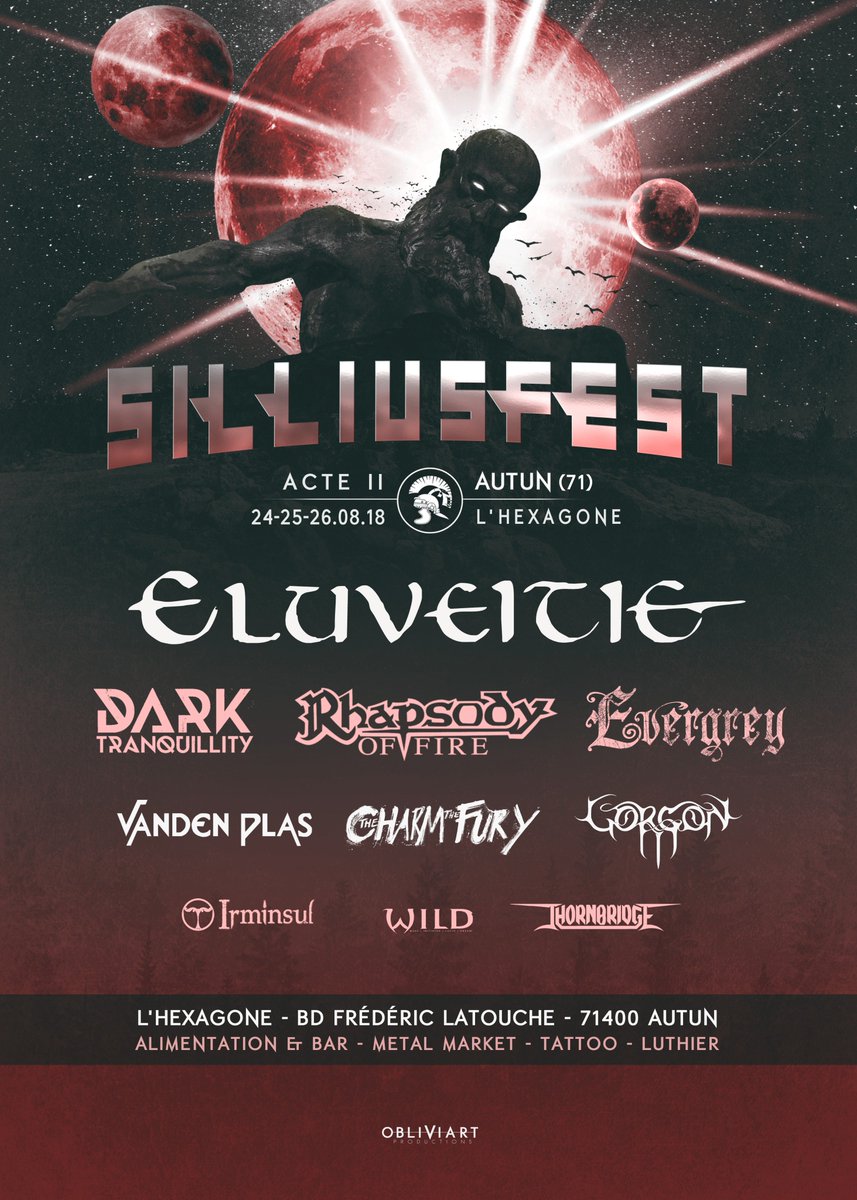 SILLIUSFEST
ACTE II
AUTUN (71)
24-25-26.08.18
L'HEXAGONE
ELUVEITIE
DARK TRANQUILLITY
RHAPSODY OF FIRE
Evergrey
VANDEN PLAS
THE CHARM THE FURY
GORGON
Irminsul
WILD
THORNBRIDGE
L'HEXAGONE - BD FRÉDÉRIC LATOUCHE - 71400 AUTUN
ALIMENTATION & BAR - METAL MARKET - TATTOO - LUTHIER
OBLIVIART
PRODUCTIONS